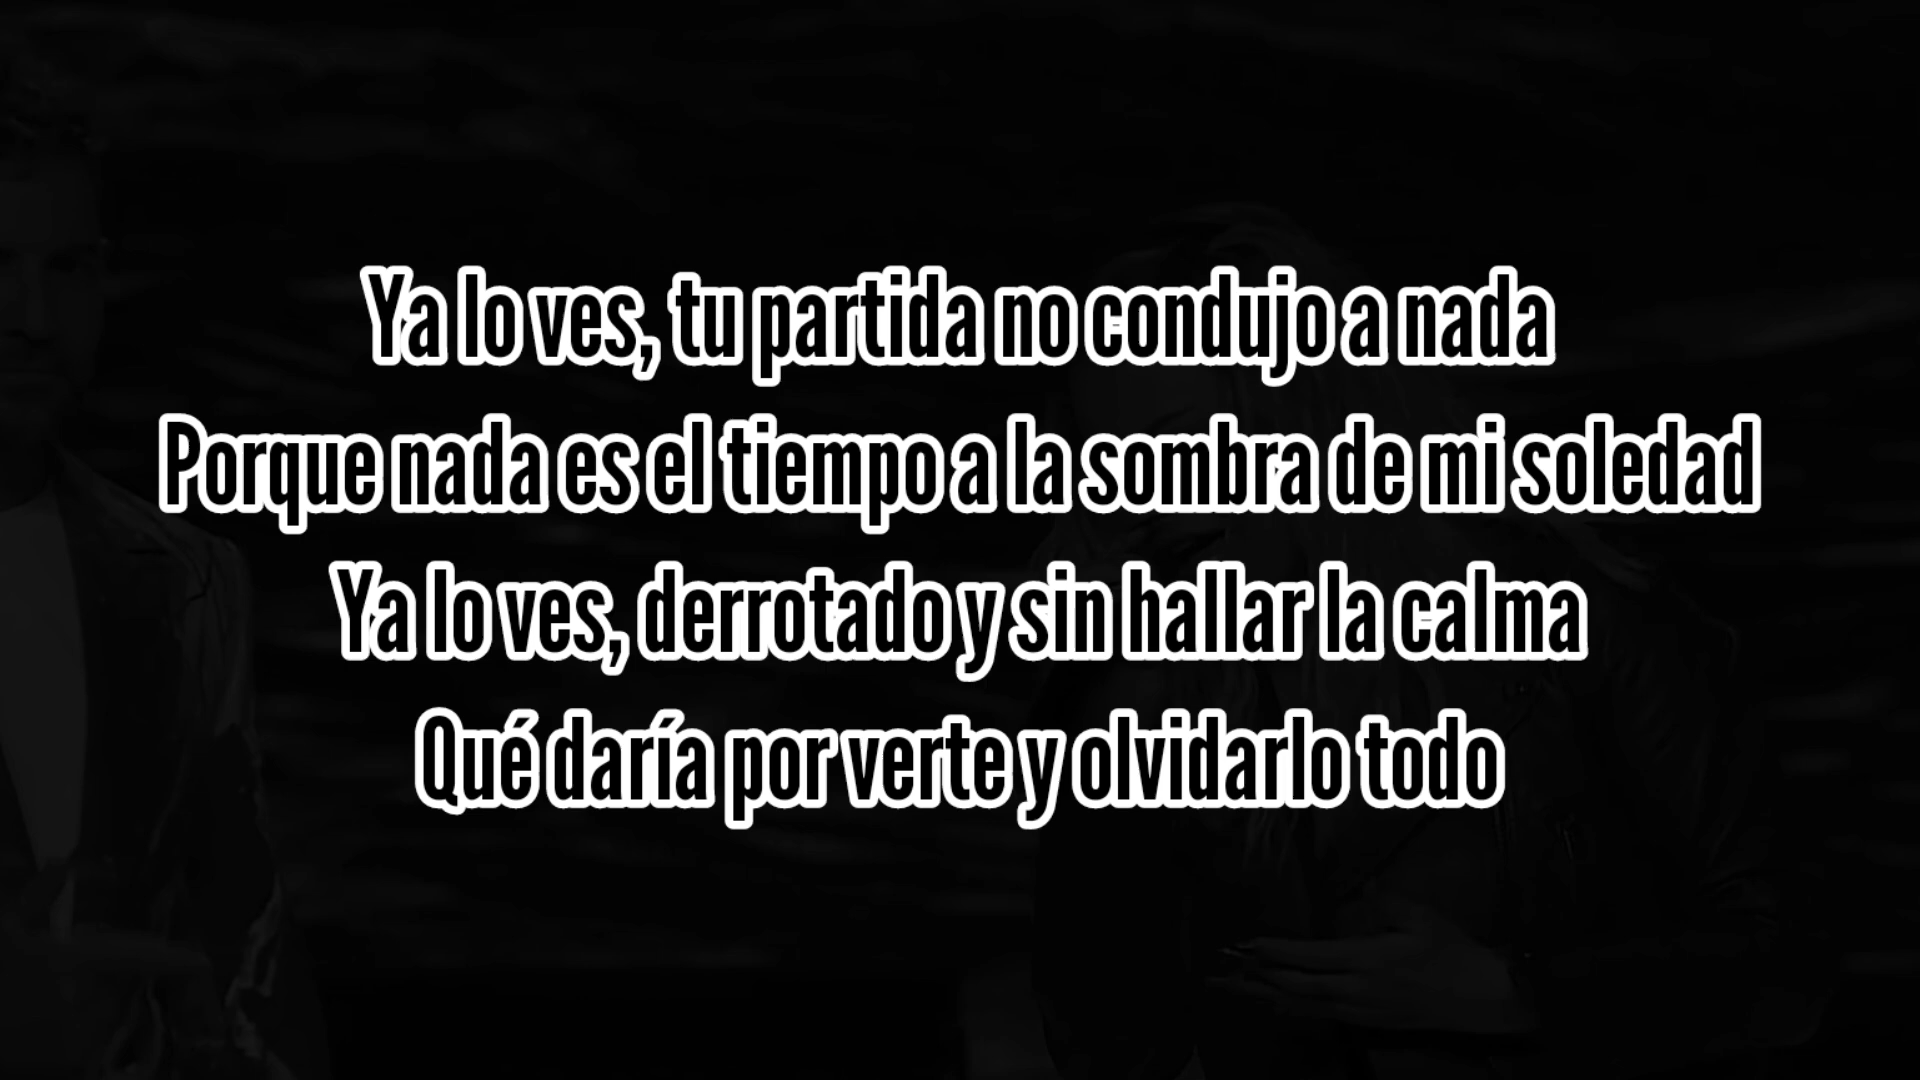 Ya lo ves, tu partida no condujo a nada
Porque nada es el tiempo a la sombra de mi soledad
Ya lo ves, derrotado y sin hallar la calma
Qué daría por verte y olvidarlo todo